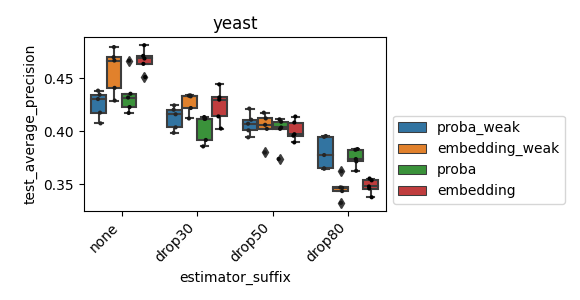 yeast
test_average_precision
0.45
0.40
0.35
none
drop30
drop50
drop80
estimator_suffix
proba_weak
embedding_weak
proba
embedding